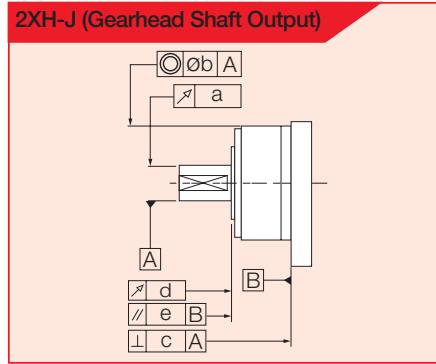 2XH-J (Gearhead Shaft Output)
◎ Øb A
↗ a
A
B
↗ d
// e B
⊥ c A